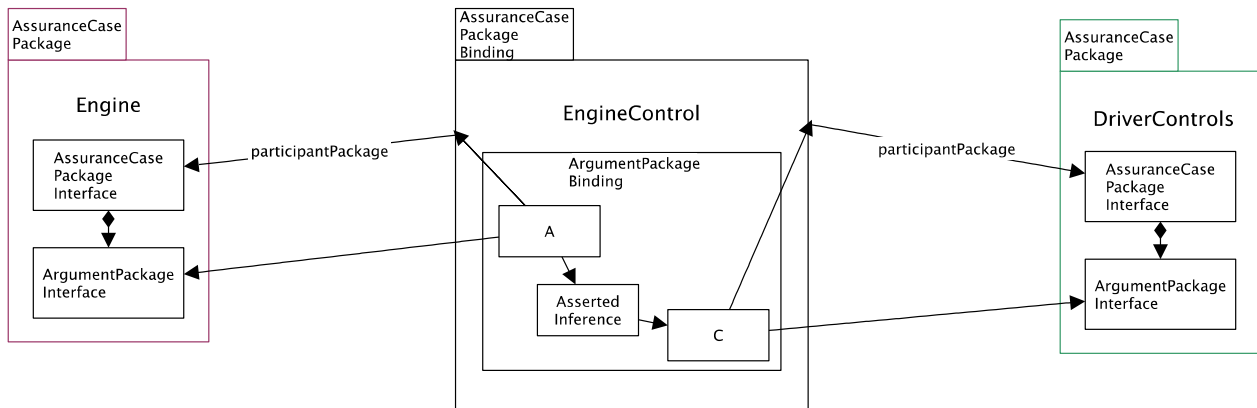 AssuranceCase
Package
Engine
AssuranceCase
Package
Interface
ArgumentPackage
Interface
participantPackage
AssuranceCase
Package
Binding
EngineControl
ArgumentPackage
Binding
A
Asserted
Inference
C
participantPackage
AssuranceCase
Package
DriverControls
AssuranceCase
Package
Interface
ArgumentPackage
Interface